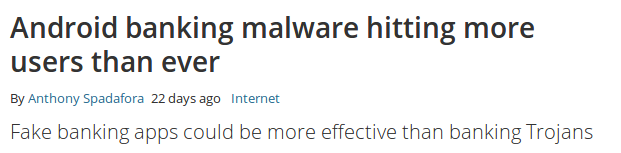 Android banking malware hitting more
users than ever
By Anthony Spadafora 22 days ago Internet
Fake banking apps could be more effective than banking Trojans